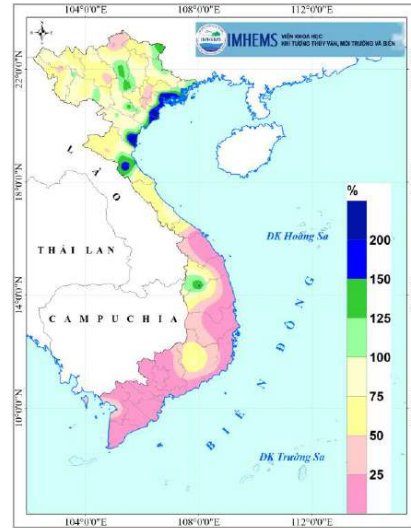 104°0'0"E 108°0'0"E 112°0'0"E
IMHEMS VIỆN KHOA HỌC
KHÍ TƯỢNG THỦY VĂN, MÔI TRƯỜNG VÀ BIỂN
22°0'0"N
18°0'0"N
14°0'0"N
10°0'0"N
LÀO
THÁI LAN
CAMPUCHIA
ĐK Hoàng Sa
BIỂN ĐÔNG
ĐK Trường Sa
%
200
150
125
100
75
50
25
104°0'0"E 108°0'0"E 112°0'0"E